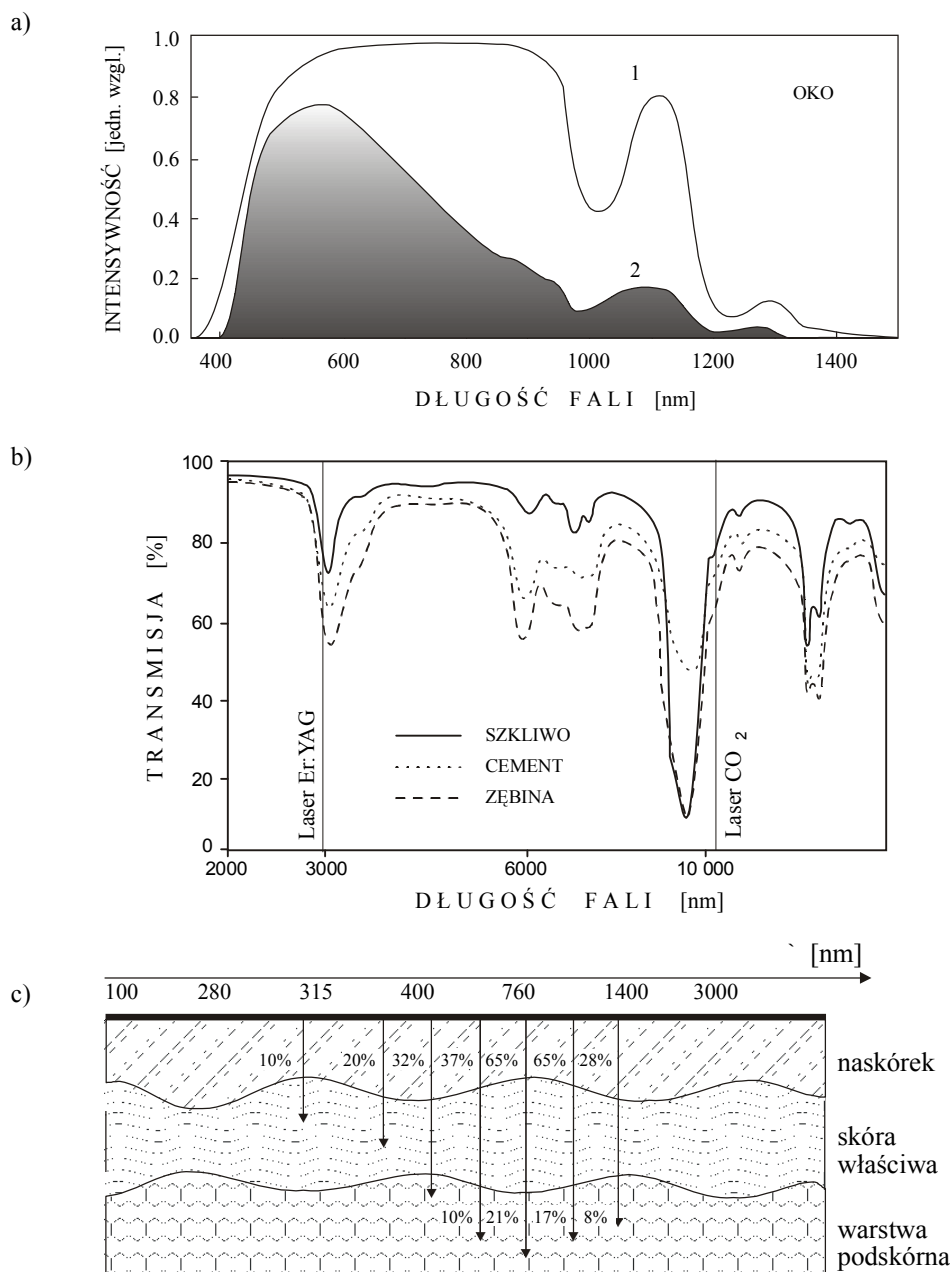 a)
INTENSYWNOŚĆ [jedn. wzgl.]
1.0
0.8
0.6
0.4
0.2
0.0
1
2
OKO
400 600 800 1000 1200 1400
DŁUGOŚĆ FALI [nm]
b)
TRANSMISJA [%]
100
80
60
40
20
0
Laser Er:YAG
SZKLIWO
CEMENT
ZĘBINA
Laser CO2
2000 3000 6000 10 000
DŁUGOŚĆ FALI [nm]
` [nm]
c)
100 280 315 400 760 1400 3000
10% 20% 32% 37% 65% 65% 28%
naskórek
skóra
właściwa
10% 21% 17% 8%
warstwa
podskórna